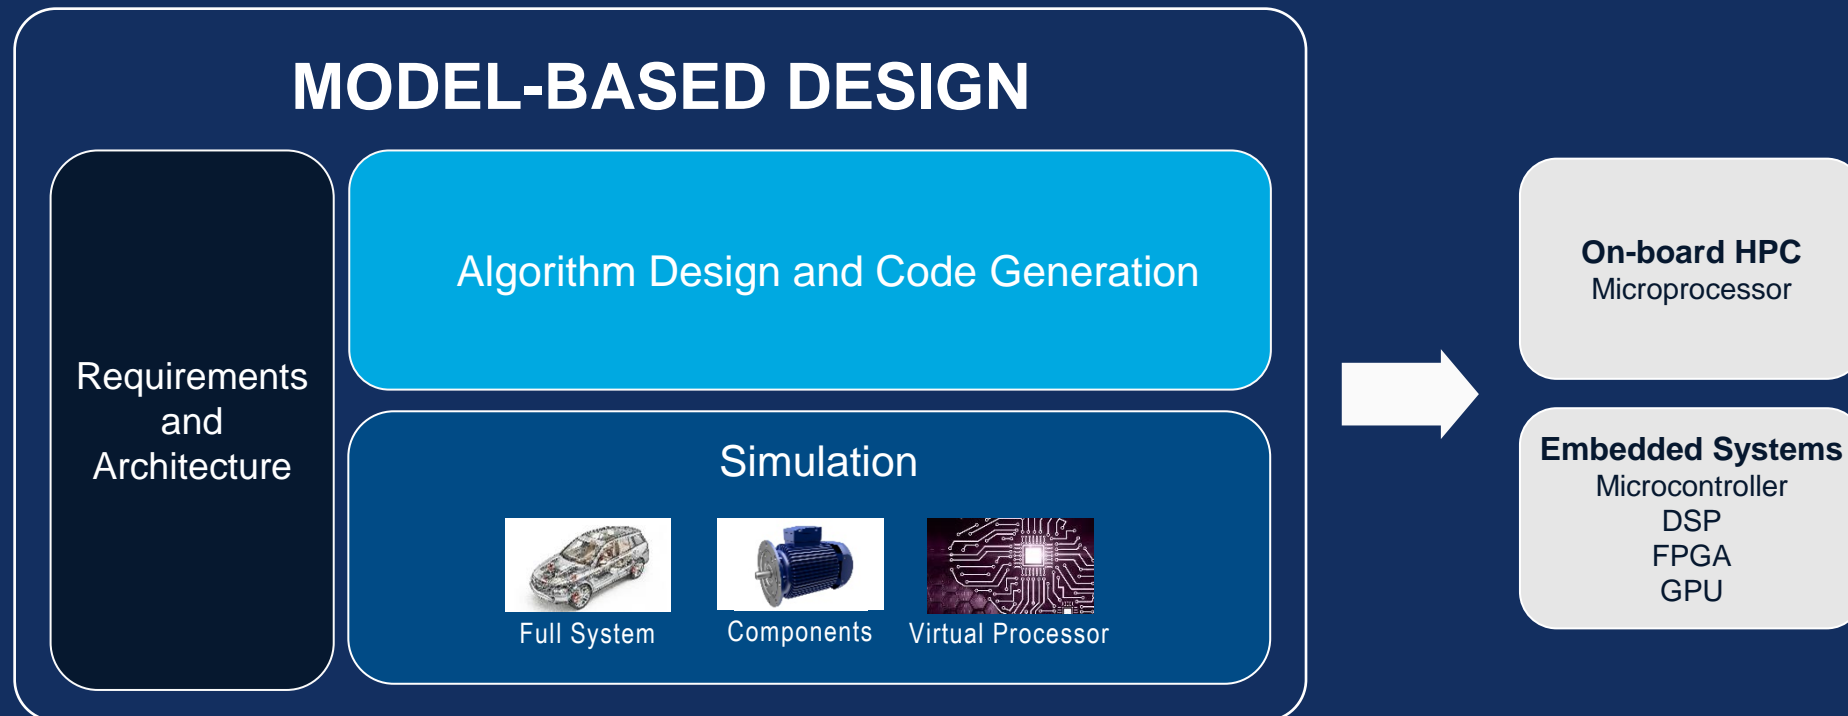 MODEL-BASED DESIGN
Requirements
and
Architecture
Algorithm Design and Code Generation
Simulation
Full System
Components
Virtual Processor
On-board HPC
Microprocessor
Embedded Systems
Microcontroller
DSP
FPGA
GPU